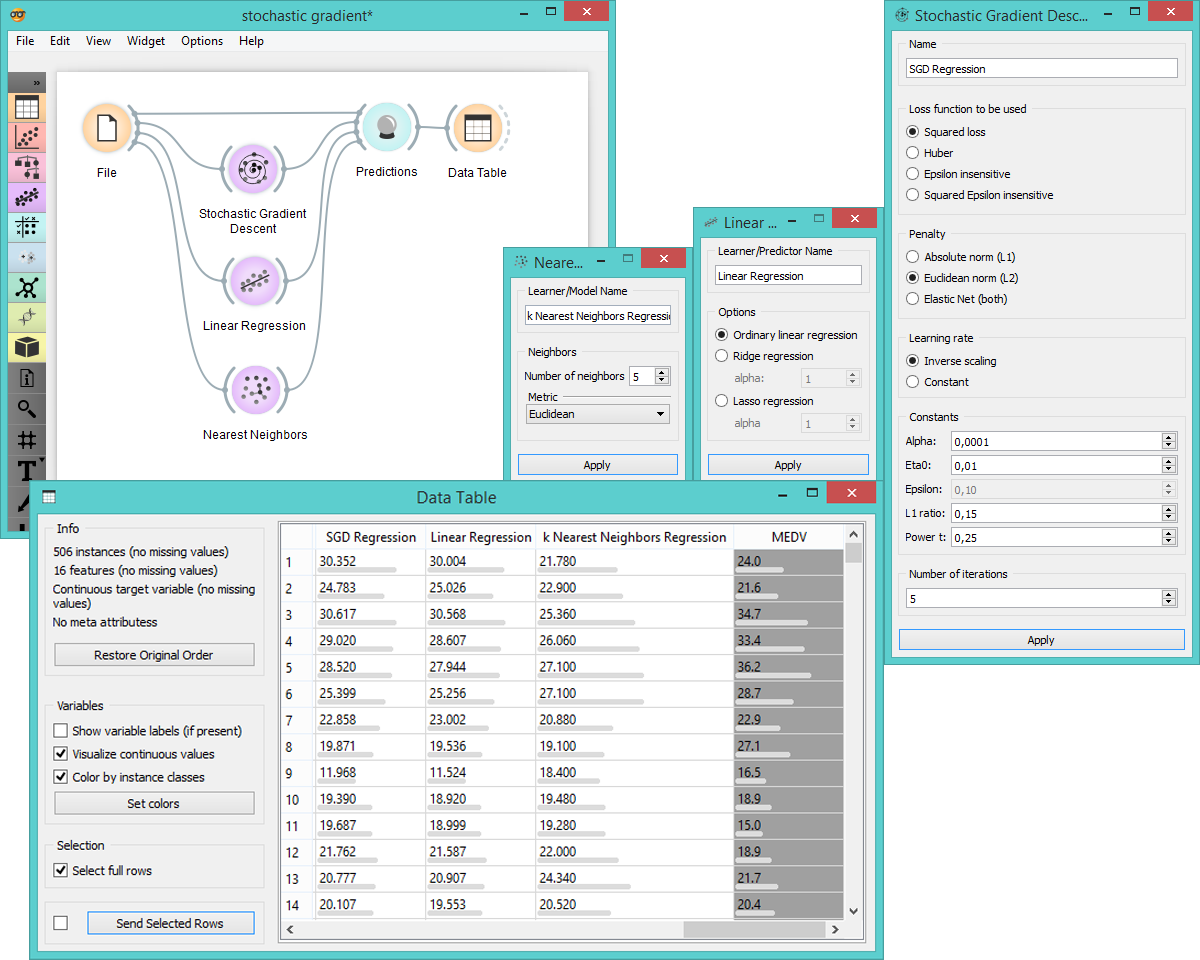 stochastic gradient*
File Edit View Widget Options Help
»
File
Stochastic Gradient
Descent
Linear Regression
Nearest Neighbors
Predictions
Data Table
T
Neare...
Learner/Model Name
k Nearest Neighbors Regressi
Neighbors
Number of neighbors 5
Metric
Euclidean
Apply
Linear ...
Learner/Predictor Name
Linear Regression
Options
Ordinary linear regression
Ridge regression
alpha: 1
Lasso regression
alpha 1
Apply
Stochastic Gradient Desc...
Name
SGD Regression
Loss function to be used
Squared loss
Huber
Epsilon insensitive
Squared Epsilon insensitive
Penalty
Absolute norm (L1)
Euclidean norm (L2)
Elastic Net (both)
Learning rate
Inverse scaling
Constant
Constants
Alpha: 0,0001
Eta0: 0,01
Epsilon: 0,10
L1 ratio: 0,15
Power t: 0,25
Number of iterations
5
Apply
Data Table
Info
506 instances (no missing values)
16 features (no missing values)
Continuous target variable (no missing
values)
No meta attributess
Restore Original Order
Variables
Show variable labels (if present)
Visualize continuous values
Color by instance classes
Set colors
Selection
Select full rows
Send Selected Rows
SGD Regression Linear Regression k Nearest Neighbors Regression MEDV
1 30.352 30.004 21.780 24.0
2 24.783 25.026 22.900 21.6
3 30.617 30.568 25.360 34.7
4 29.020 28.607 26.060 33.4
5 28.520 27.944 27.100 36.2
6 25.399 25.256 27.100 28.7
7 22.858 23.002 20.880 22.9
8 19.871 19.536 19.100 27.1
9 11.968 11.524 18.400 16.5
10 19.390 18.920 19.480 18.9
11 19.687 18.999 19.280 15.0
12 21.762 21.587 22.000 18.9
13 20.777 20.907 24.340 21.7
14 20.107 19.553 20.520 20.4